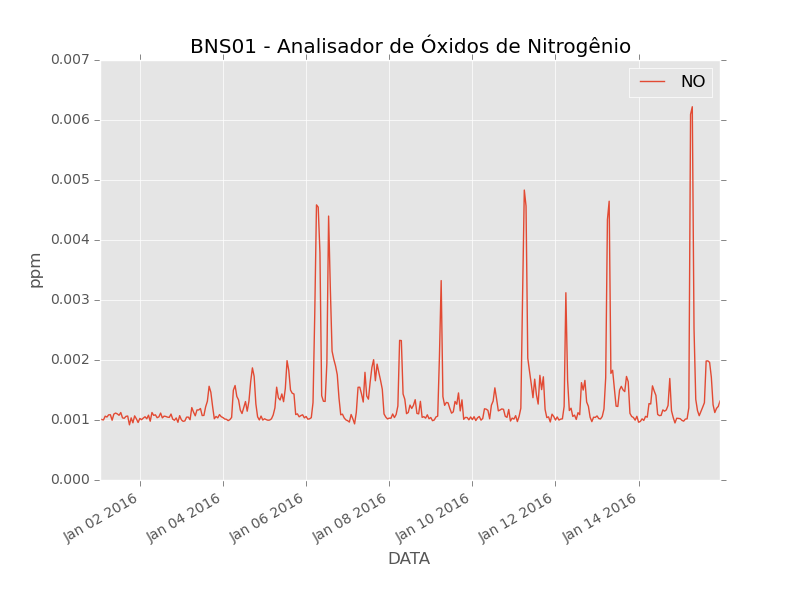 BNS01 - Analisador de Óxidos de Nitrogênio
NO
0.007
0.006
0.005
0.004
0.003
0.002
0.001
0.000
ppm
Jan 02 2016
Jan 04 2016
Jan 06 2016
Jan 08 2016
Jan 10 2016
Jan 12 2016
Jan 14 2016
DATA